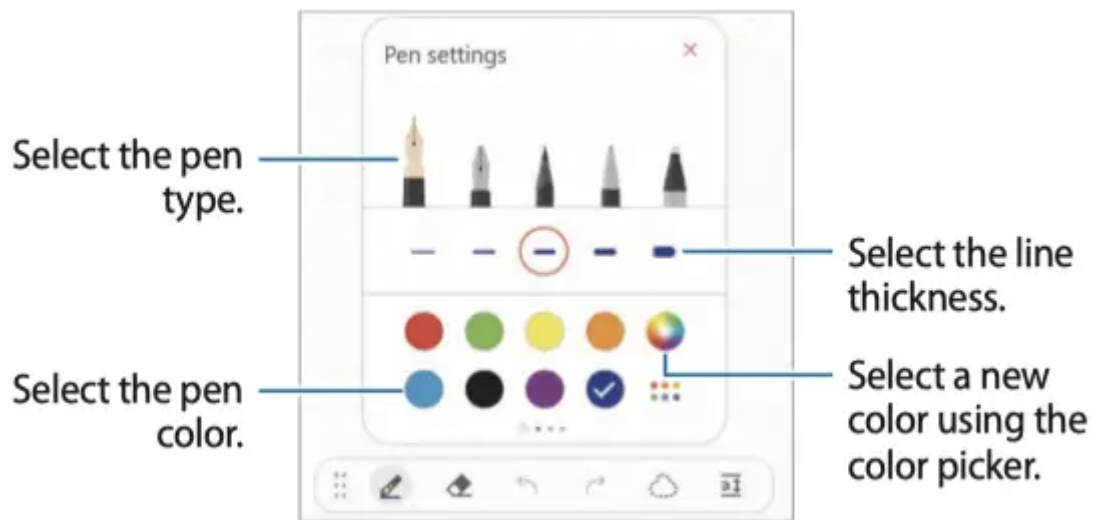 Pen settings
Select the pen
type.
Select the line
thickness.
Select the pen
color.
Select a new
color using the
color picker.